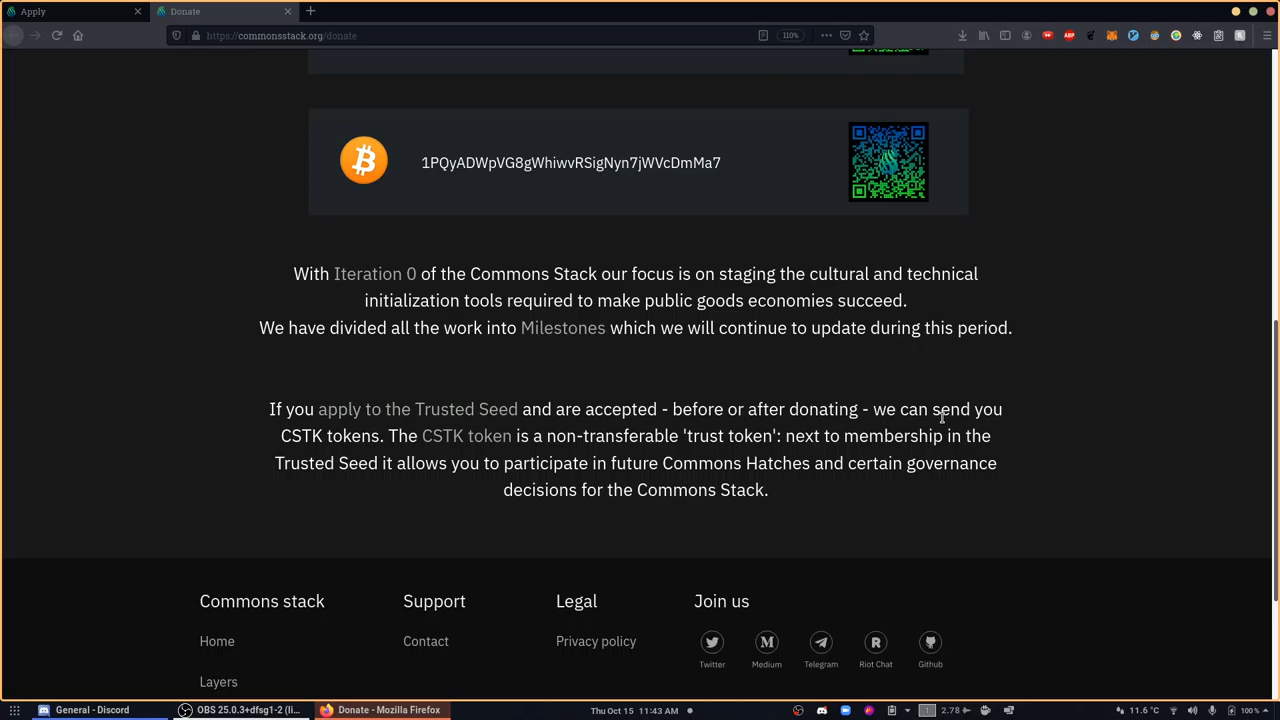 Apply
Donate
https://commonsstack.org/donate
110%
1PQyADWpVG8gWhiwvRSigNyn7jWVcDmMa7
With Iteration 0 of the Commons Stack our focus is on staging the cultural and technical
initialization tools required to make public goods economies succeed.
We have divided all the work into Milestones which we will continue to update during this period.
If you apply to the Trusted Seed and are accepted - before or after donating - we can send you
CSTK tokens. The CSTK token is a non-transferable 'trust token': next to membership in the
Trusted Seed it allows you to participate in future Commons Hatches and certain governance
decisions for the Commons Stack.
Commons stack
Support
Legal
Join us
Home
Contact
Privacy policy
Twitter
Medium
Telegram
Riot Chat
Github
Layers
General - Discord
OBS 25.0.3+dfsg1-2 (li...
Donate - Mozilla Firefox
Thu Oct 15 11:43 AM
1
2.78
11.6 °C
100%